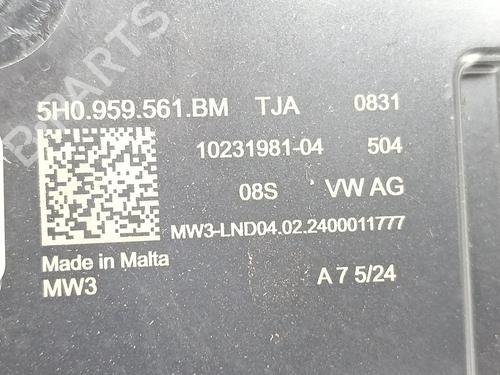 5H0.959.561.BM TJA 0831
10231981-04 504
08S VW AG
MW3-LND04.02.2400011777
Made in Malta
MW3 A 7 5/24
B PARTS